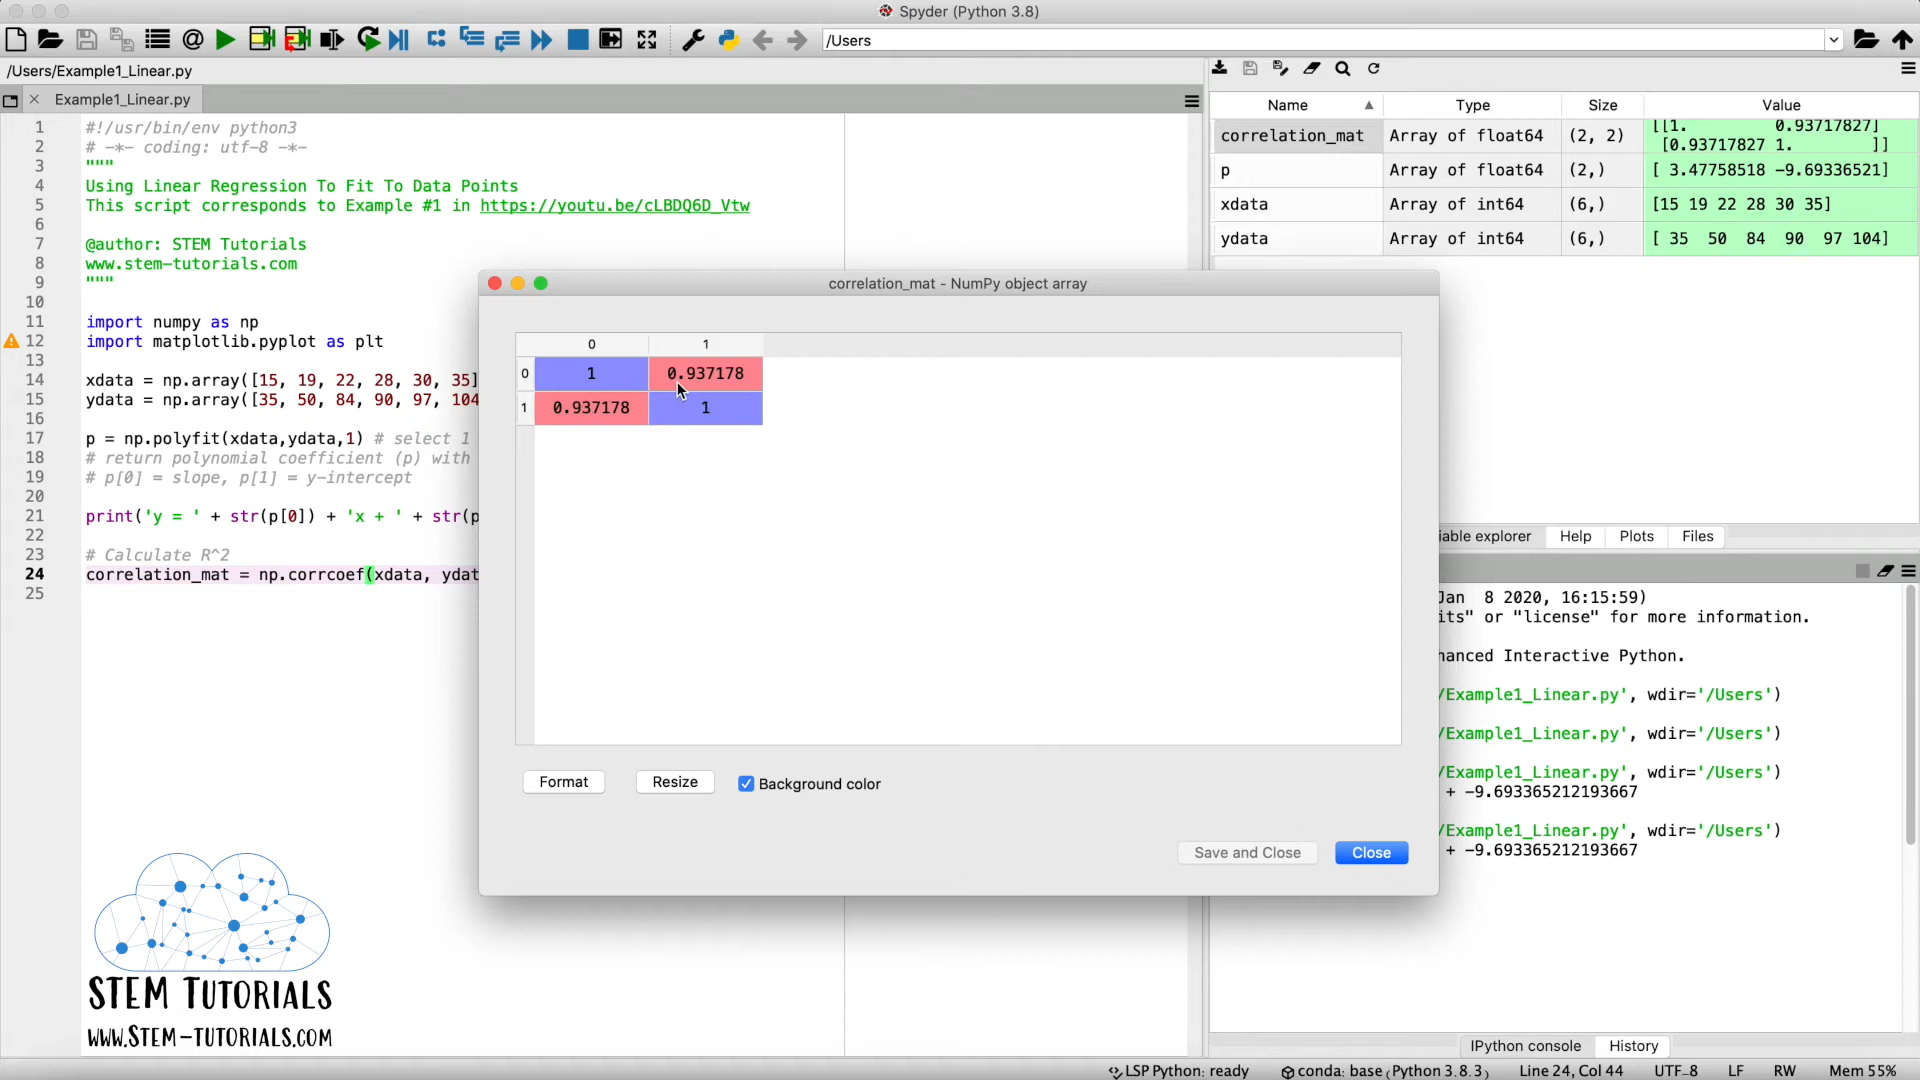 Spyder (Python 3.8)
/Users
/Users/Example1_Linear.py
Example1_Linear.py
1 #!/usr/bin/env python3
2 # -*- coding: utf-8 -*-
3 """
4 Using Linear Regression To Fit To Data Points
5 This script corresponds to Example #1 in https://youtu.be/cLBDQ6D_Vtw
6
7 @author: STEM Tutorials
8 www.stem-tutorials.com
9 """
10
11 import numpy as np
12 import matplotlib.pyplot as plt
13
14 xdata = np.array([15, 19, 22, 28, 30, 35]
15 ydata = np.array([35, 50, 84, 90, 97, 104
16
17 p = np.polyfit(xdata,ydata,1) # select 1
18 # return polynomial coefficient (p) with
19 # p[0] = slope, p[1] = y-intercept
20
21 print('y = ' + str(p[0]) + 'x + ' + str(p
22
23 # Calculate R^2
24 correlation_mat = np.corrcoef(xdata, ydat
25
STEM TUTORIALS
WWW.STEM-TUTORIALS.COM
correlation_mat - NumPy object array
0 1
0 1 0.937178
1 0.937178 1
Format Resize Background color
Save and Close Close
Name Type Size Value
correlation_mat Array of float64 (2, 2) [[1. 0.93717827]
[0.93717827 1. ]]
p Array of float64 (2,) [ 3.47758518 -9.69336521]
xdata Array of int64 (6,) [15 19 22 28 30 35]
ydata Array of int64 (6,) [ 35 50 84 90 97 104]
iable explorer Help Plots Files
Jan 8 2020, 16:15:59)
its" or "license" for more information.
hanced Interactive Python.
/Example1_Linear.py', wdir='/Users')
/Example1_Linear.py', wdir='/Users')
/Example1_Linear.py', wdir='/Users')
+ -9.693365212193667
/Example1_Linear.py', wdir='/Users')
+ -9.693365212193667
IPython console History
LSP Python: ready conda: base (Python 3.8.3) Line 24, Col 44 UTF-8 LF RW Mem 55%